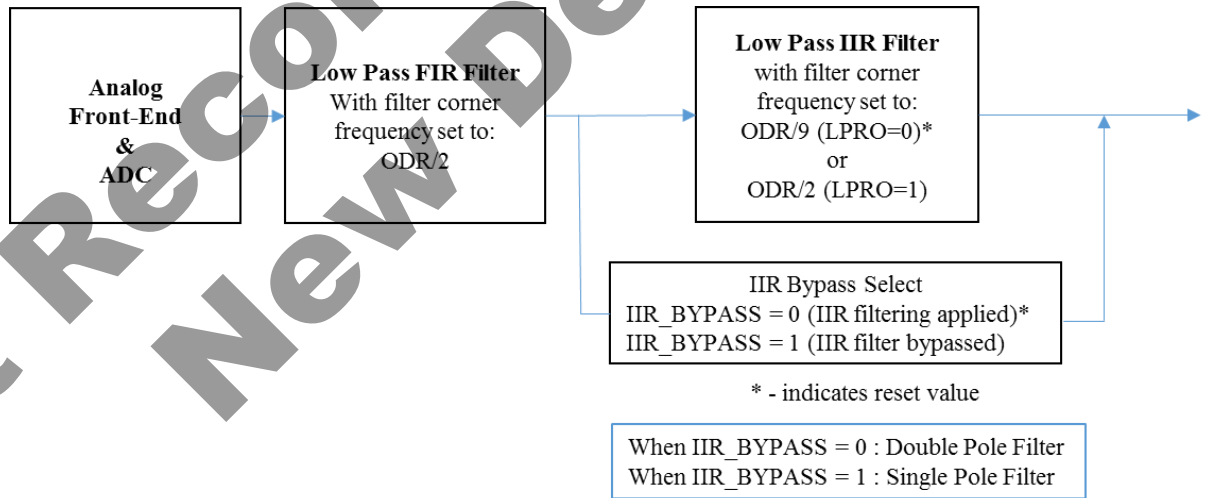 Analog
Front-End
&
ADC
Low Pass FIR Filter
With filter corner
frequency set to:
ODR/2
Low Pass IIR Filter
with filter corner
frequency set to:
ODR/9 (LPRO=0)*
or
ODR/2 (LPRO=1)
IIR Bypass Select
IIR_BYPASS = 0 (IIR filtering applied)*
IIR_BYPASS = 1 (IIR filter bypassed)
* - indicates reset value
When IIR_BYPASS = 0 : Double Pole Filter
When IIR_BYPASS = 1 : Single Pole Filter
New